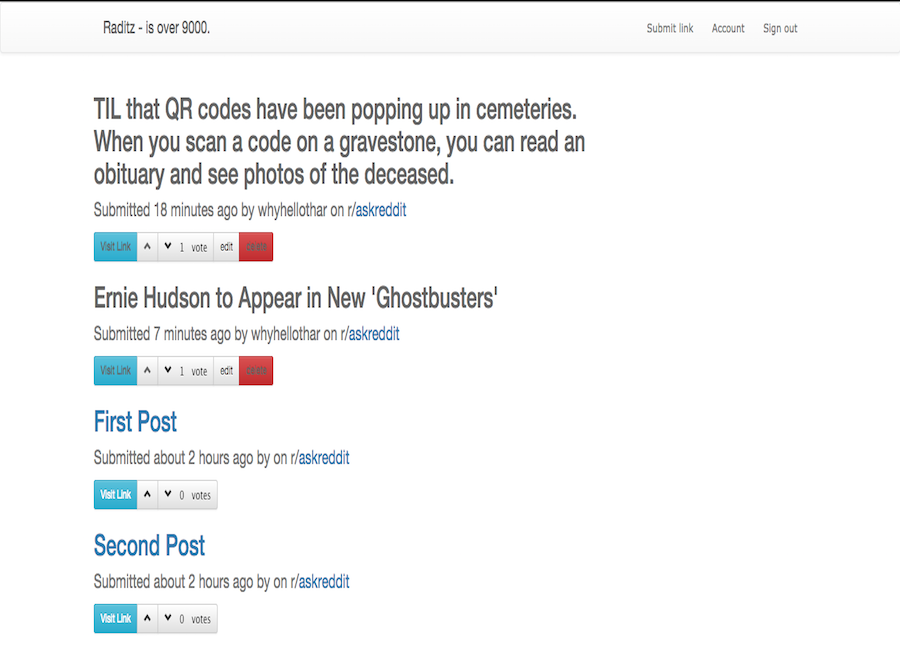 Raditz - is over 9000. Submit link Account Sign out
TIL that QR codes have been popping up in cemeteries.
When you scan a code on a gravestone, you can read an
obituary and see photos of the deceased.
Submitted 18 minutes ago by whyhellothar on r/askreddit
Visit Link 1 vote edit delete
Ernie Hudson to Appear in New 'Ghostbusters'
Submitted 7 minutes ago by whyhellothar on r/askreddit
Visit Link 1 vote edit delete
First Post
Submitted about 2 hours ago by on r/askreddit
Visit Link 0 votes
Second Post
Submitted about 2 hours ago by on r/askreddit
Visit Link 0 votes